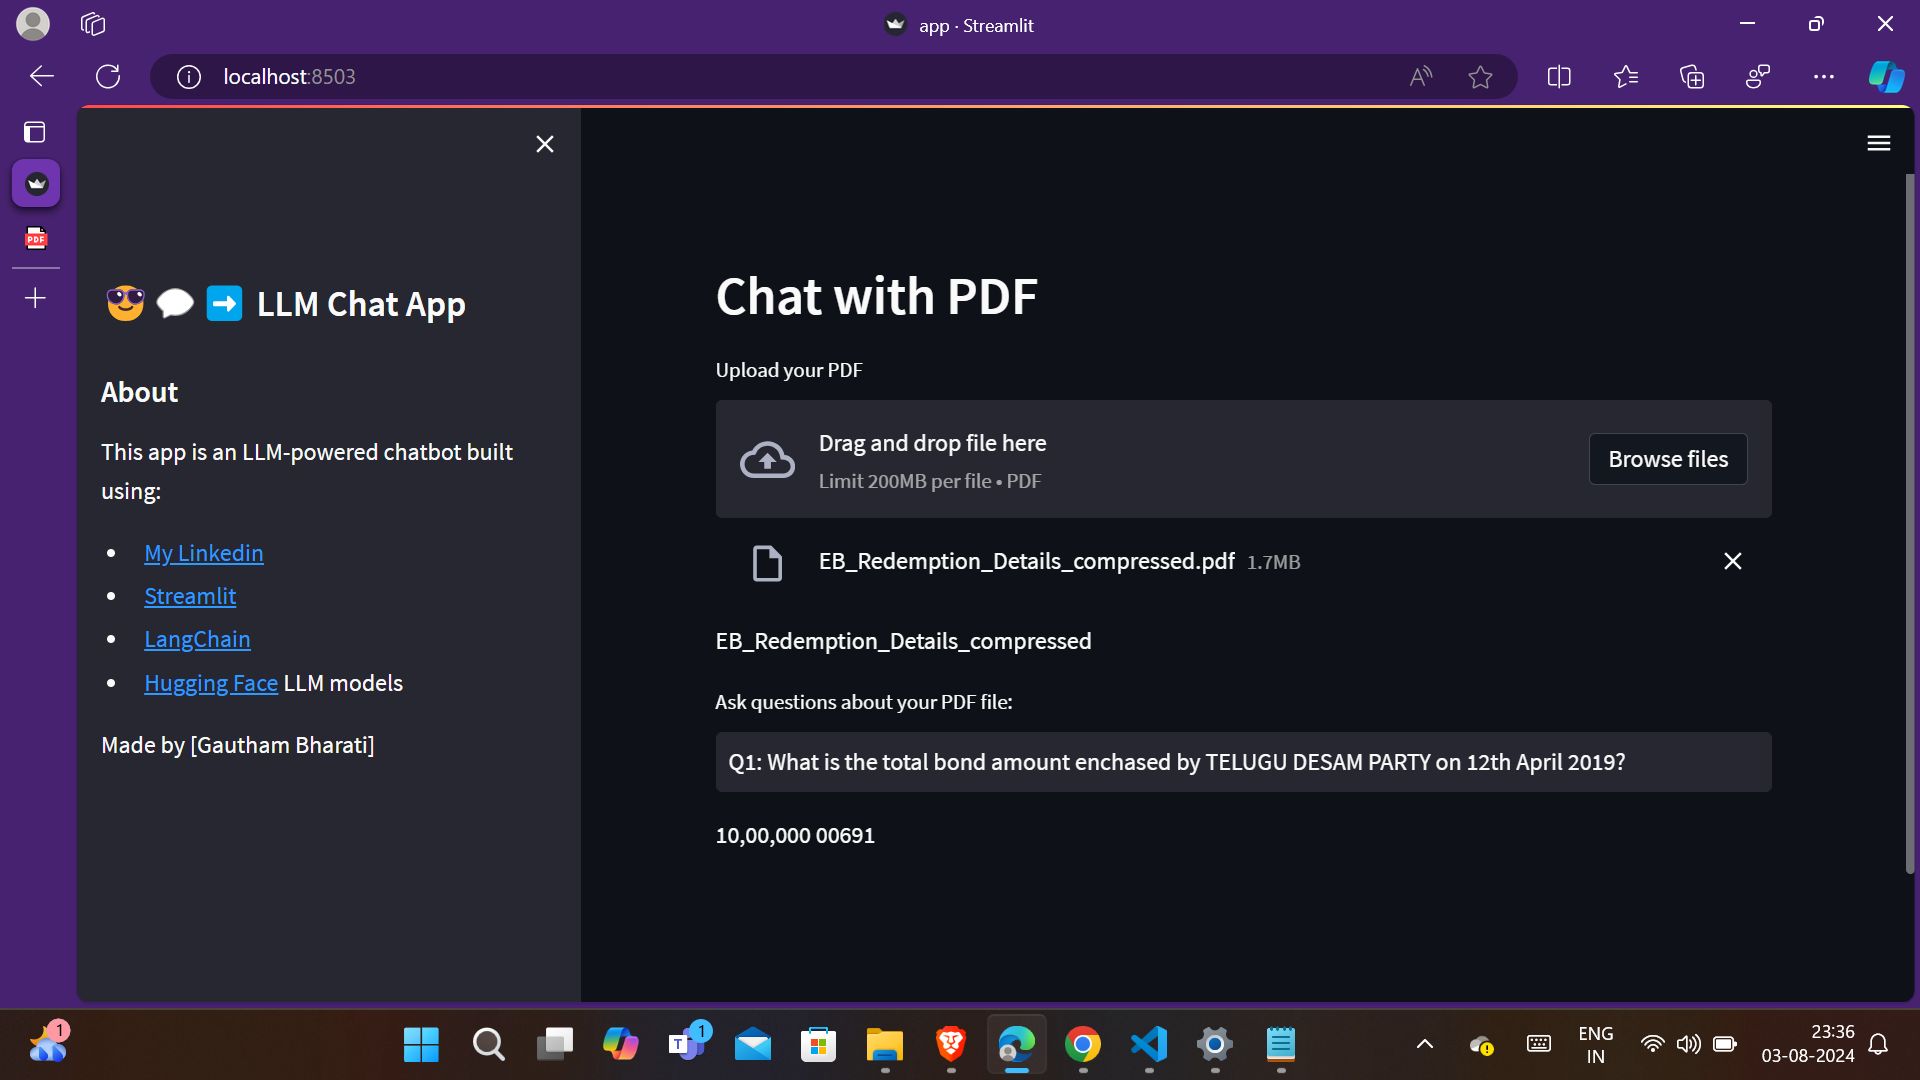 app · Streamlit
localhost:8503
LLM Chat App
About
This app is an LLM-powered chatbot built
using:
My Linkedin
Streamlit
LangChain
Hugging Face LLM models
Made by [Gautham Bharati]
Chat with PDF
Upload your PDF
Drag and drop file here
Limit 200MB per file • PDF
Browse files
EB_Redemption_Details_compressed.pdf 1.7MB
EB_Redemption_Details_compressed
Ask questions about your PDF file:
Q1: What is the total bond amount enchased by TELUGU DESAM PARTY on 12th April 2019?
10,00,000 00691
PDF
1
T
1
ENG
IN
23:36
03-08-2024